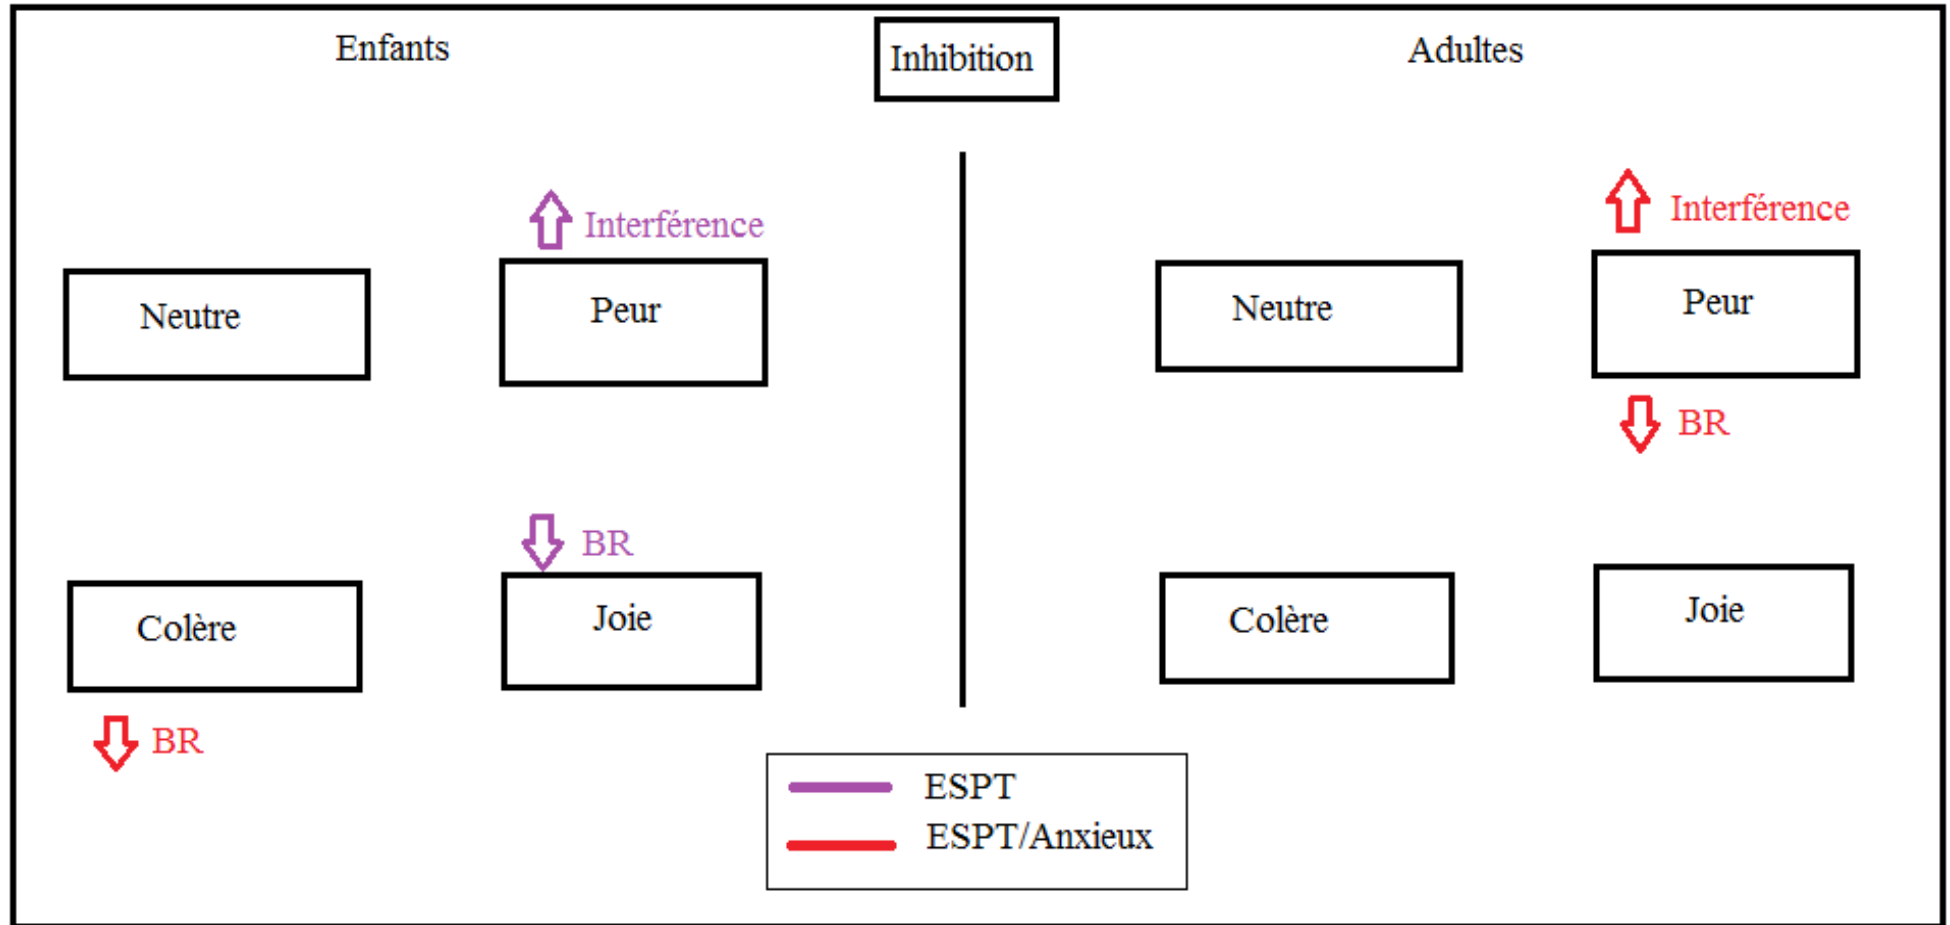 Enfants
Inhibition
Adultes
Interférence
Interférence
Neutre
Peur
Neutre
Peur
BR
BR
Colère
Joie
Colère
Joie
BR
ESPT
ESPT/Anxieux